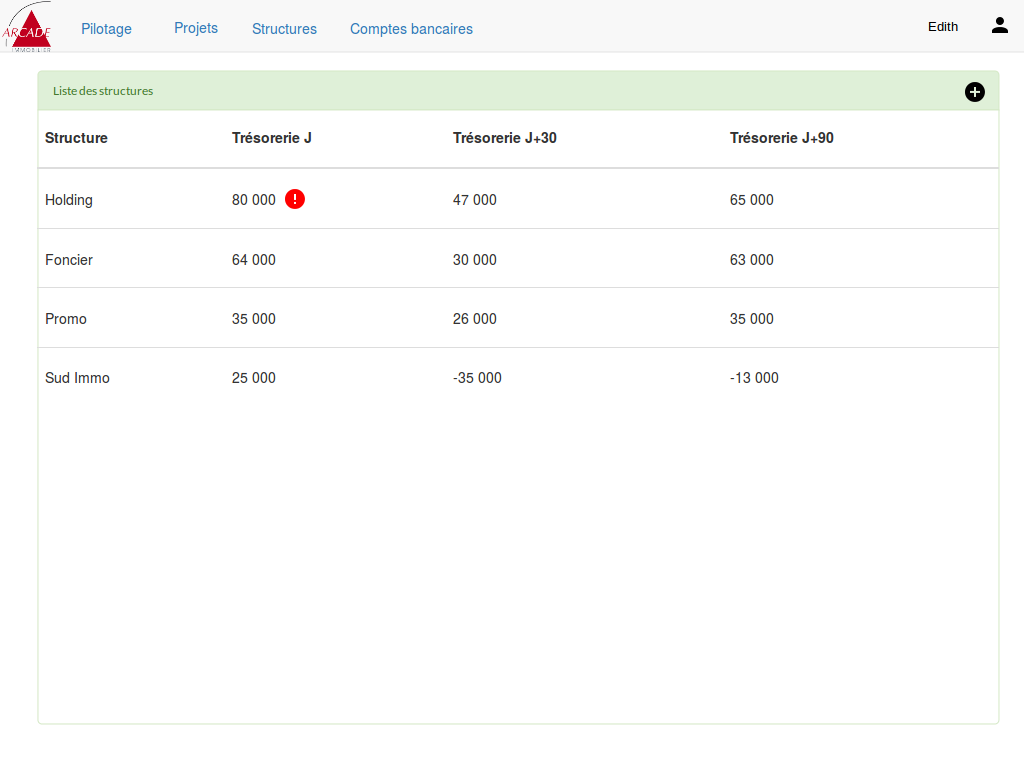 ARCADE
IMMOBILIER
Pilotage Projets Structures Comptes bancaires Edith
Liste des structures
Structure Trésorerie J Trésorerie J+30 Trésorerie J+90
Holding 80 000 ! 47 000 65 000
Foncier 64 000 30 000 63 000
Promo 35 000 26 000 35 000
Sud Immo 25 000 -35 000 -13 000